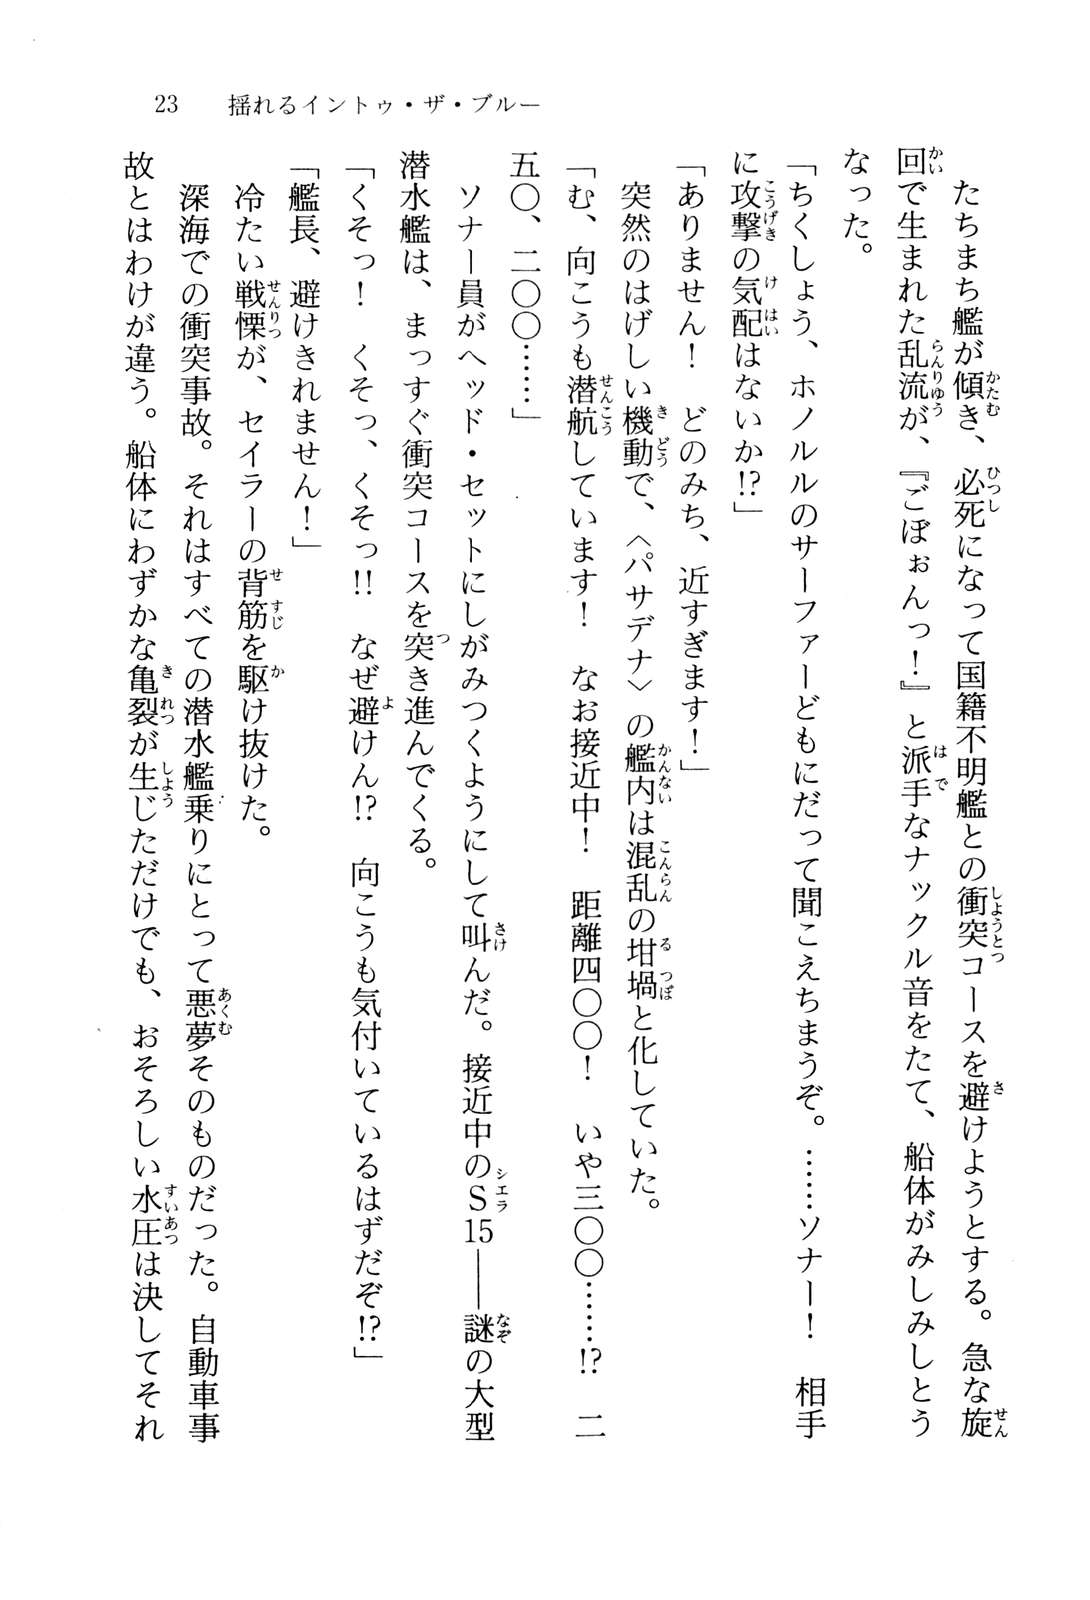 23　揺れるイントゥ・ザ・ブルー
　たちまち艦が傾き、必死になって国籍不明艦との衝突コースを避けようとする。急な旋
回で生まれた乱流が、『ごぼぉんっ！』と派手なナックル音をたて、船体がみしみしとう
なった。
「ちくしょう、ホノルルのサーファーどもにだって聞こえちまうぞ。……ソナー！　相手
に攻撃の気配はないか!?」
「ありません！　どのみち、近すぎます！」
　突然のはげしい機動で、〈パサデナ〉の艦内は混乱の坩堝と化していた。
「む、向こうも潜航しています！　なお接近中！　距離四〇〇！　いや三〇〇……!?　二
五〇、二〇〇……」
　ソナー員がヘッド・セットにしがみつくようにして叫んだ。接近中のＳ15――謎の大型
潜水艦は、まっすぐ衝突コースを突き進んでくる。
「くそっ！　くそっ、くそっ!!　なぜ避けん!?　向こうも気付いているはずだぞ!?」
「艦長、避けきれません！」
　冷たい戦慄が、セイラーの背筋を駆け抜けた。
　深海での衝突事故。それはすべての潜水艦乗りにとって悪夢そのものだった。自動車事
故とはわけが違う。船体にわずかな亀裂が生じただけでも、おそろしい水圧は決してそれ